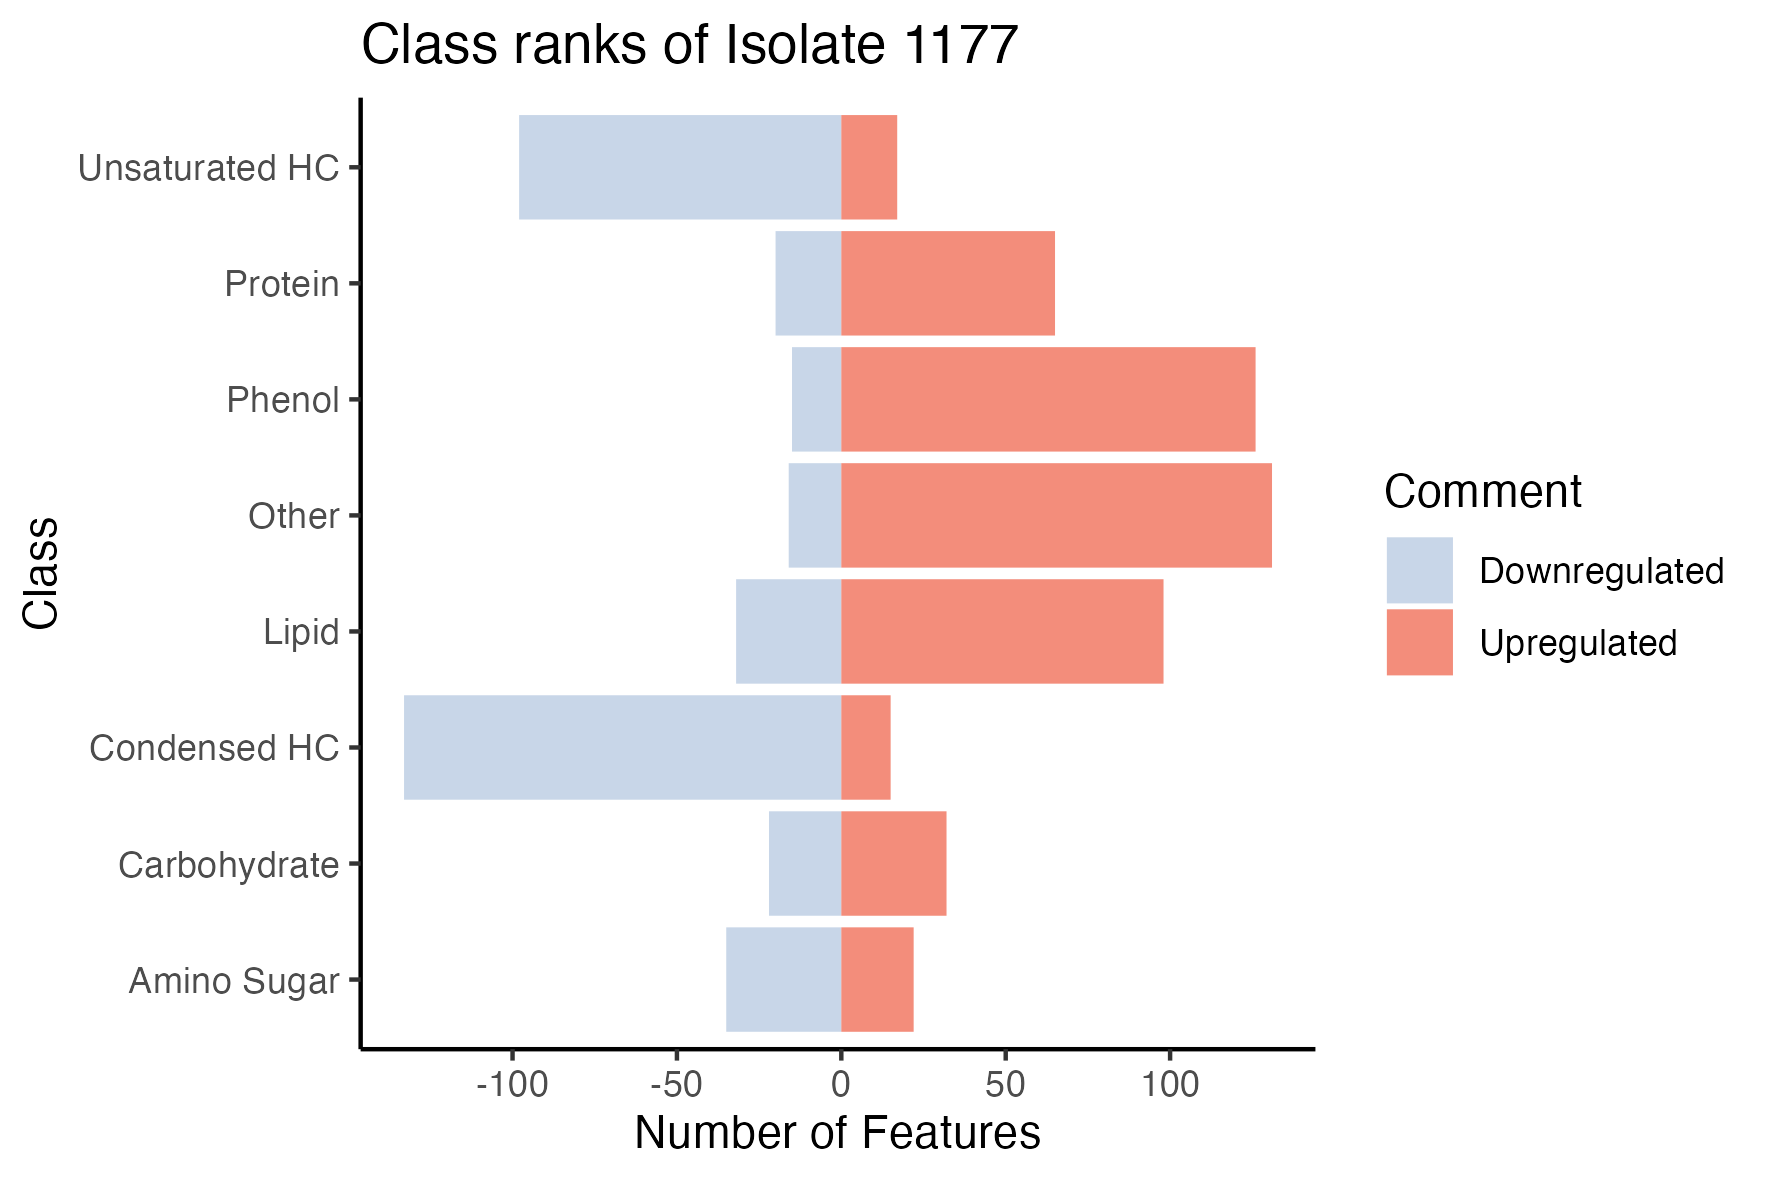 Class ranks of Isolate 1177
Class
Unsaturated HC
Protein
Phenol
Other
Lipid
Condensed HC
Carbohydrate
Amino Sugar
-100 -50 0 50 100
Number of Features
Comment
Downregulated
Upregulated